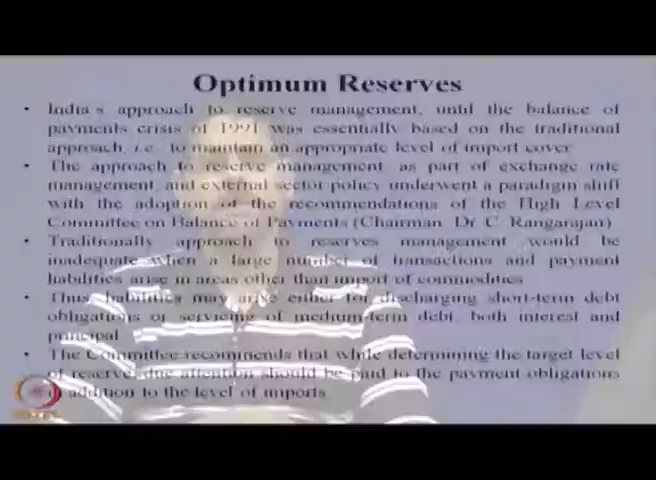 Optimum Reserves
• India's approach to reserve management, until the balance of
payments crisis of 1991 was essentially based on the traditional
approach, i.e. to maintain an appropriate level of import cover
• The approach to reserve management, as part of exchange rate
management, and external sector policy underwent a paradigm shift
with the adoption of the recommendations of the High Level
Committee on Balance of Payments (Chairman Dr C. Rangarajan)
• Traditionally approach to reserves management would be
inadequate when a large number of transactions and payment
liabilities arise in areas other than import of commodities
• Thus liabilities may arise either for discharging short-term debt
obligations or servicing of medium-term debt, both interest and
principal
• The Committee recommends that while determining the target level
of reserve, due attention should be paid to the payment obligations
in addition to the level of imports